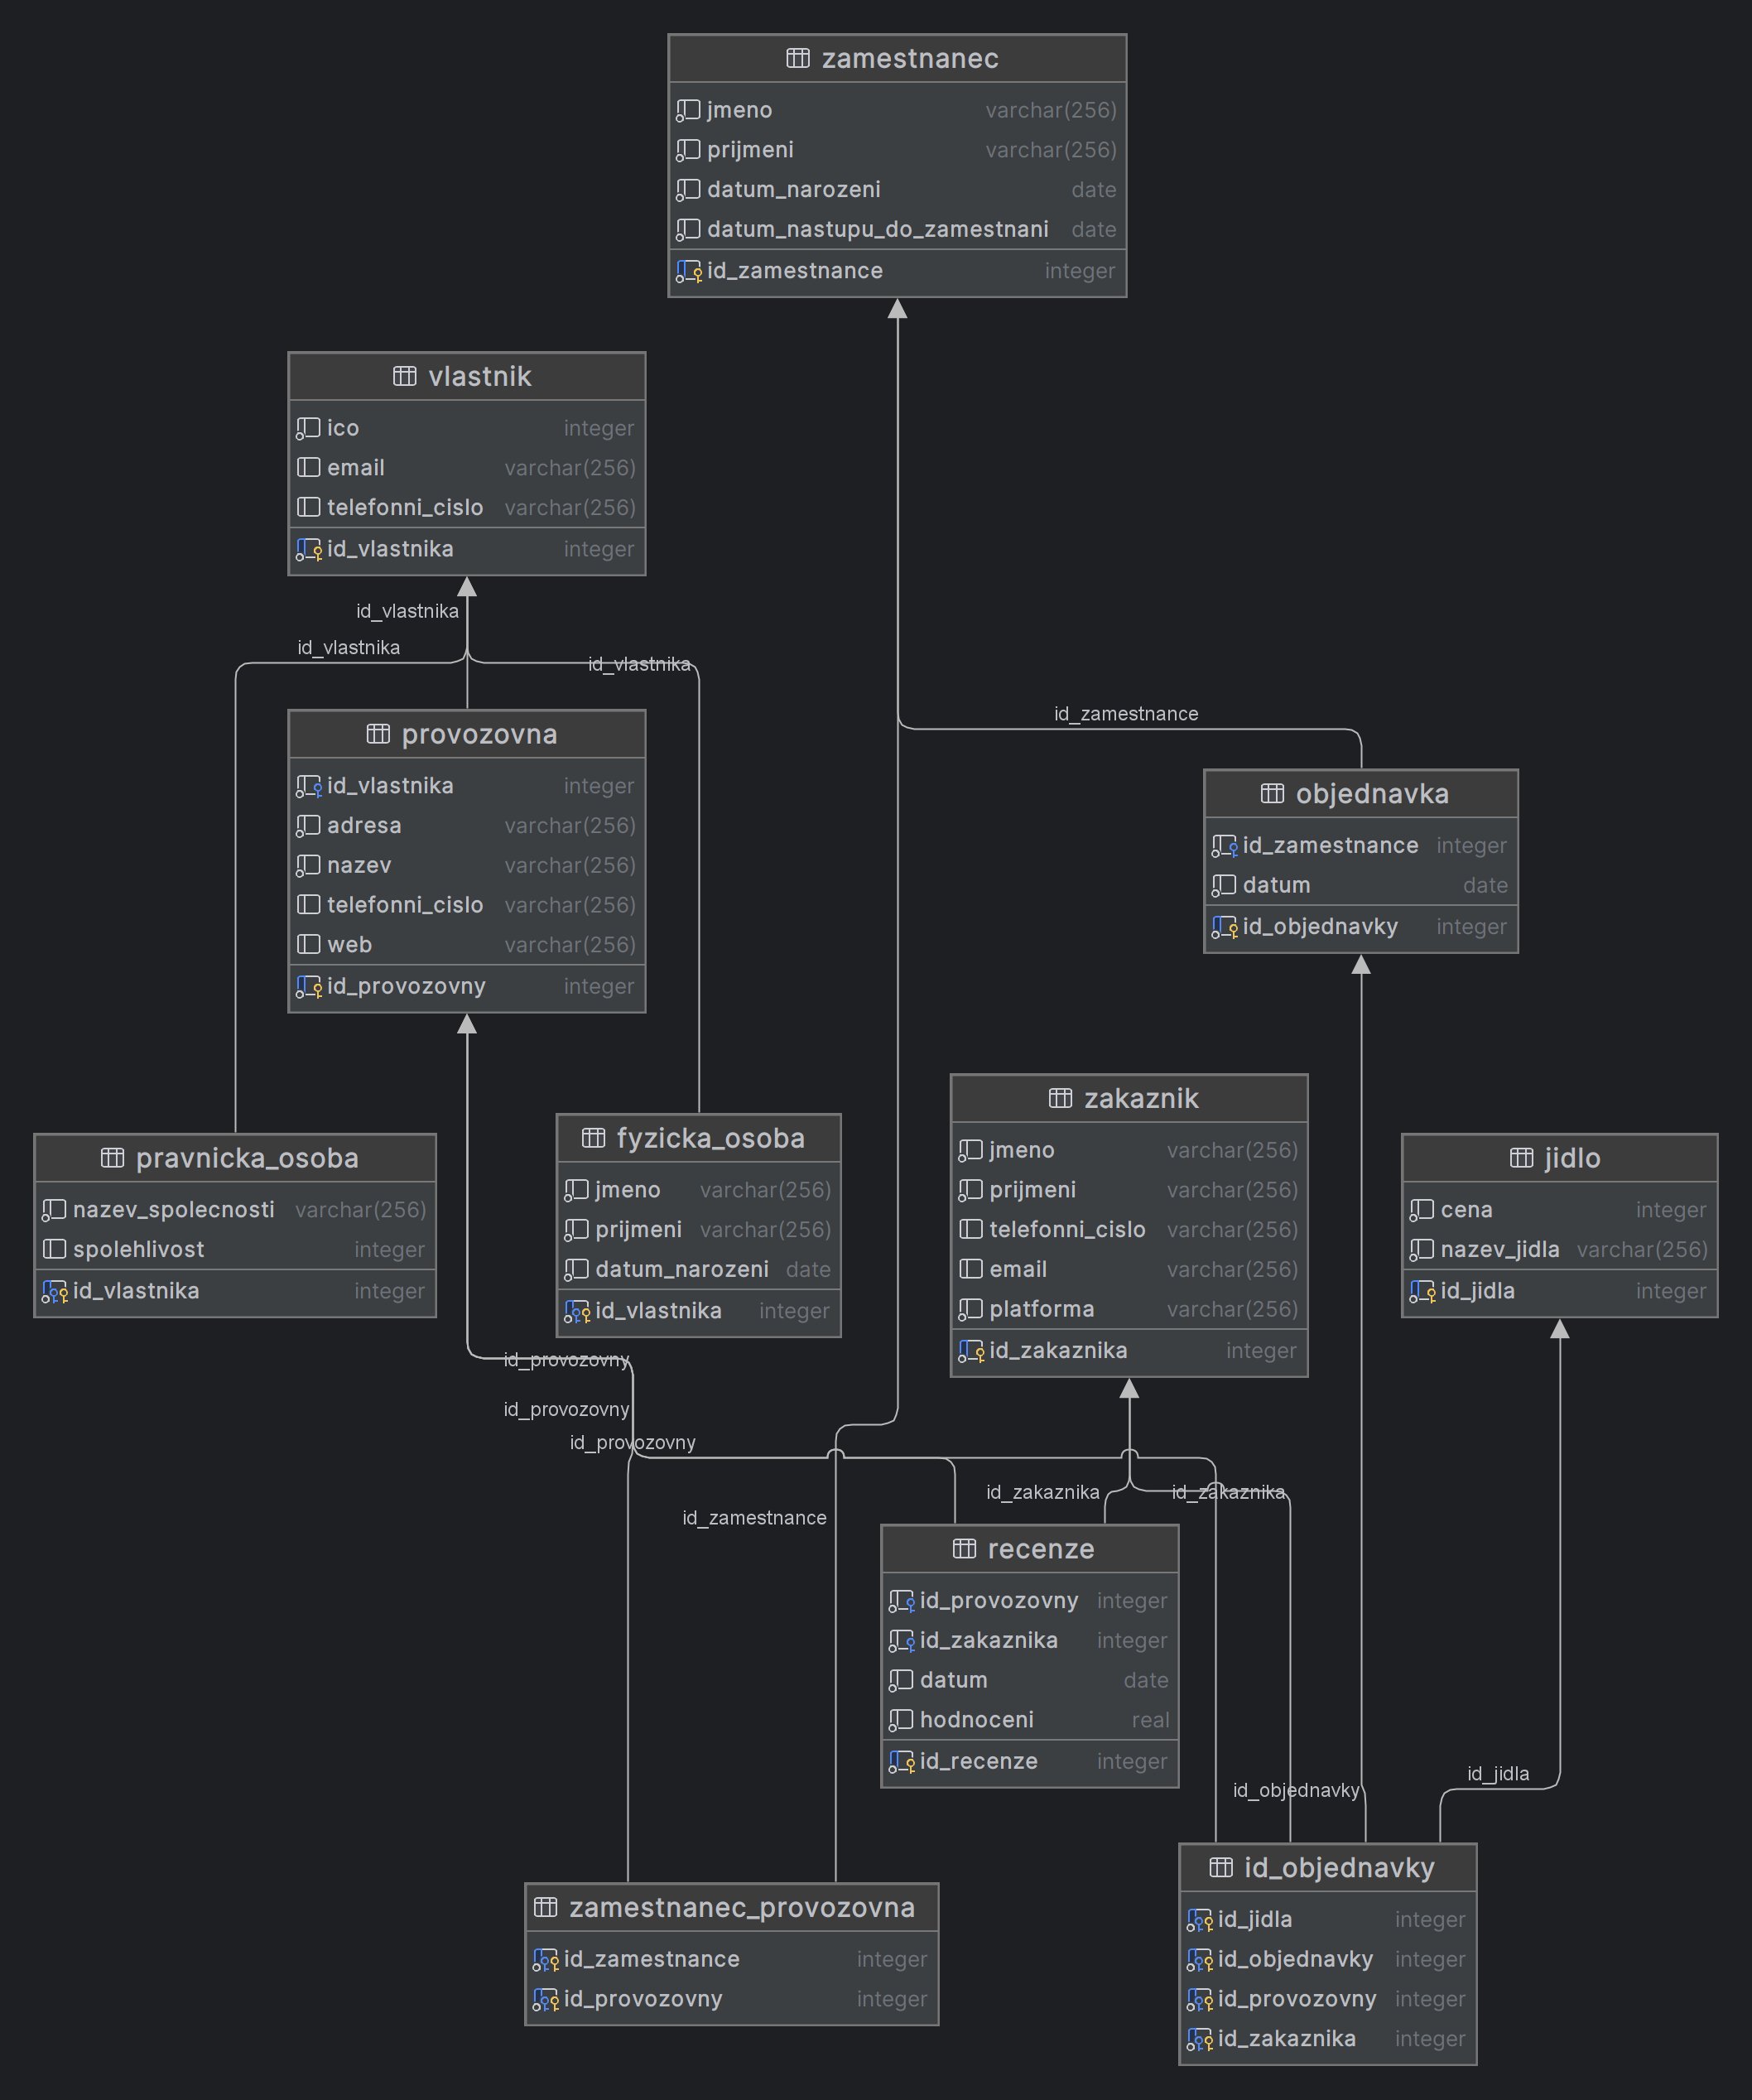 zamestnanec
jmeno varchar(256)
prijmeni varchar(256)
datum_narozeni date
datum_nastupu_do_zamestnani date
id_zamestnance integer
vlastnik
ico integer
email varchar(256)
telefonni_cislo varchar(256)
id_vlastnika integer
id_vlastnika
id_vlastnika
id_vlastnika
provozovna
id_vlastnika integer
adresa varchar(256)
nazev varchar(256)
telefonni_cislo varchar(256)
web varchar(256)
id_provozovny integer
id_zamestnance
objednavka
id_zamestnance integer
datum date
id_objednavky integer
pravnicka_osoba
nazev_spolecnosti varchar(256)
spolehlivost integer
id_vlastnika integer
fyzicka_osoba
jmeno varchar(256)
prijmeni varchar(256)
datum_narozeni date
id_vlastnika integer
zakaznik
jmeno varchar(256)
prijmeni varchar(256)
telefonni_cislo varchar(256)
email varchar(256)
platforma varchar(256)
id_zakaznika integer
jidlo
cena integer
nazev_jidla varchar(256)
id_jidla integer
id_provozovny
id_provozovny
id_provozovny
id_zamestnance
id_zakaznika
id_zakaznika
recenze
id_provozovny integer
id_zakaznika integer
datum date
hodnoceni real
id_recenze integer
id_objednavky
id_jidla
zamestnanec_provozovna
id_zamestnance integer
id_provozovny integer
id_objednavky
id_jidla integer
id_objednavky integer
id_provozovny integer
id_zakaznika integer